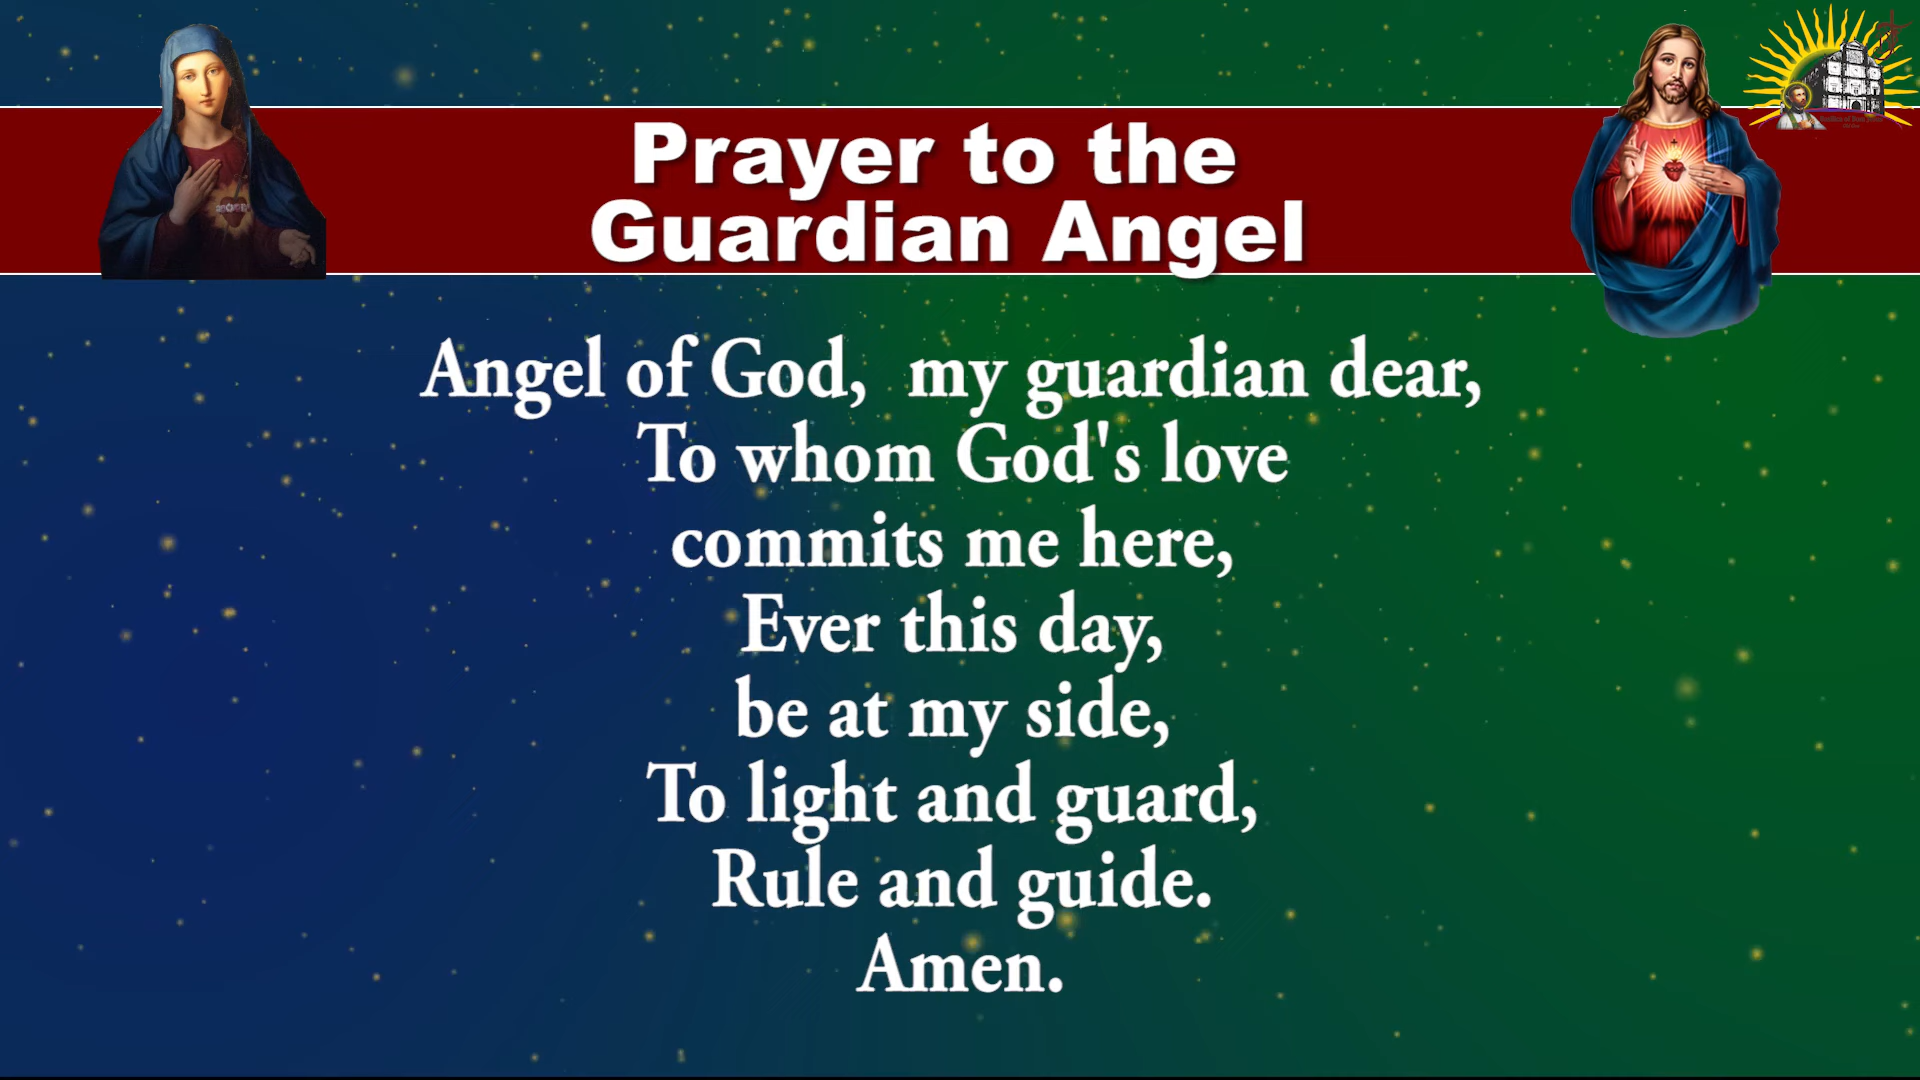 Prayer to the
Guardian Angel
Angel of God, my guardian dear,
To whom God's love
commits me here,
Ever this day,
be at my side,
To light and guard,
Rule and guide.
Amen.